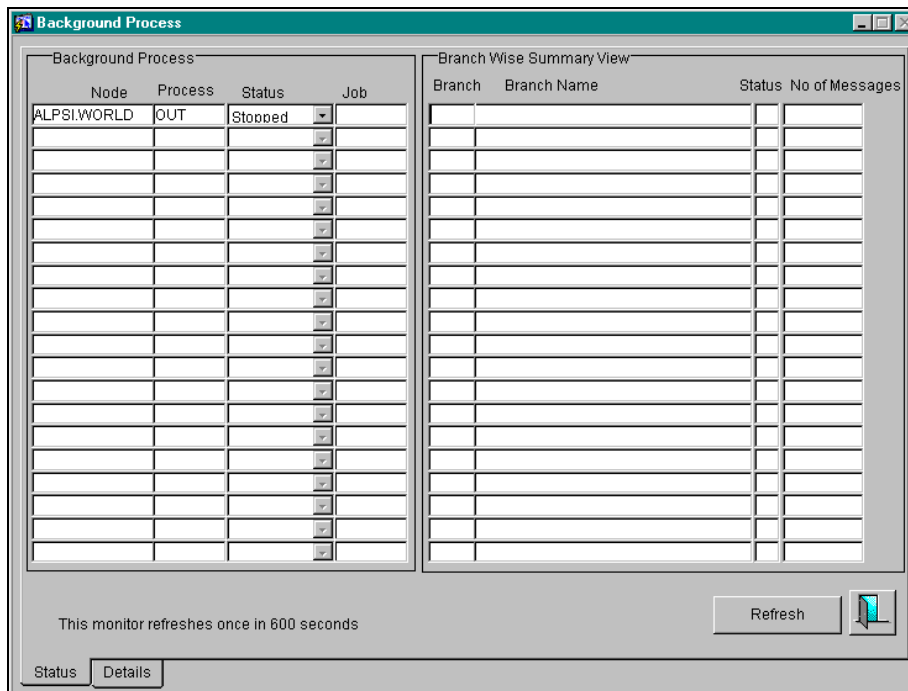 Background Process
Background Process
Node Process Status Job
ALPSI.WORLD OUT Stopped
Branch Wise Summary View
Branch Branch Name Status No of Messages
This monitor refreshes once in 600 seconds
Refresh
Status Details